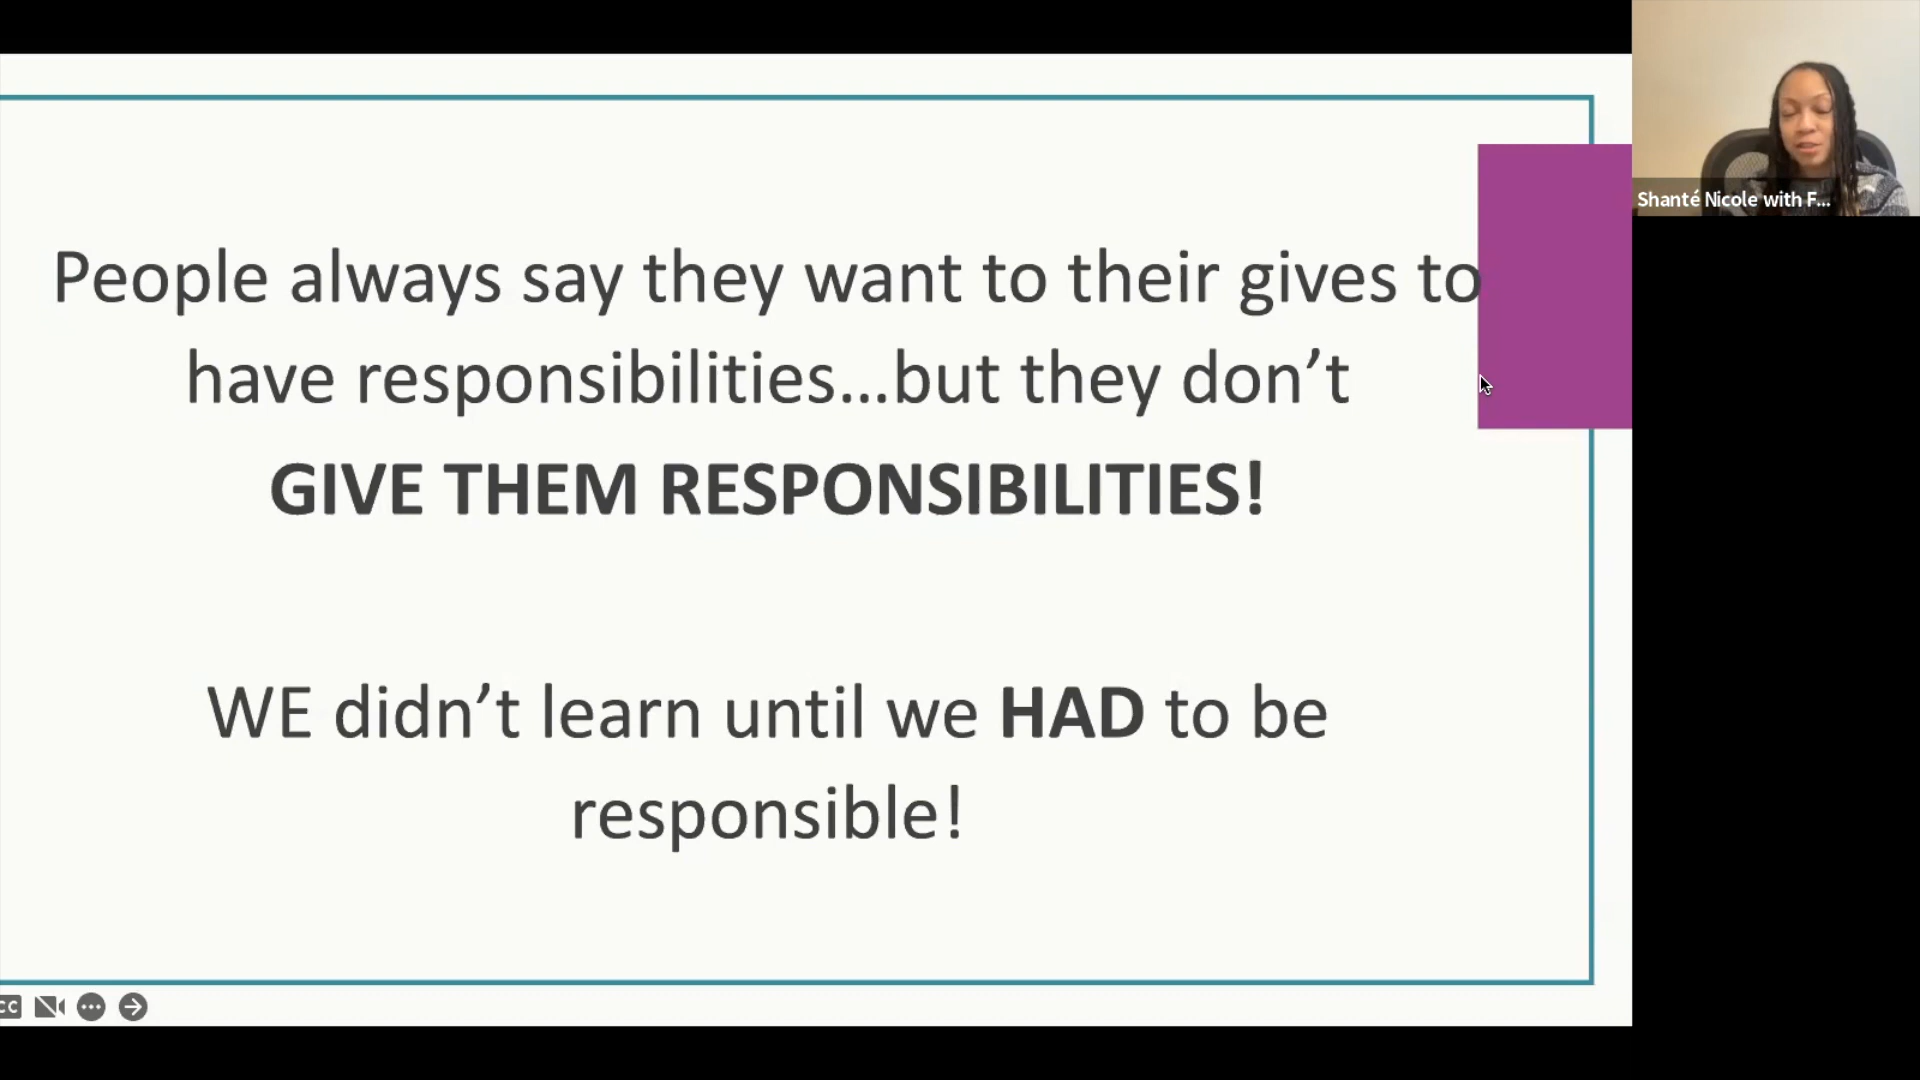 People always say they want to their gives to
have responsibilities...but they don’t
GIVE THEM RESPONSIBILITIES!
WE didn’t learn until we HAD to be
responsible!
Shanté Nicole with F...
CC